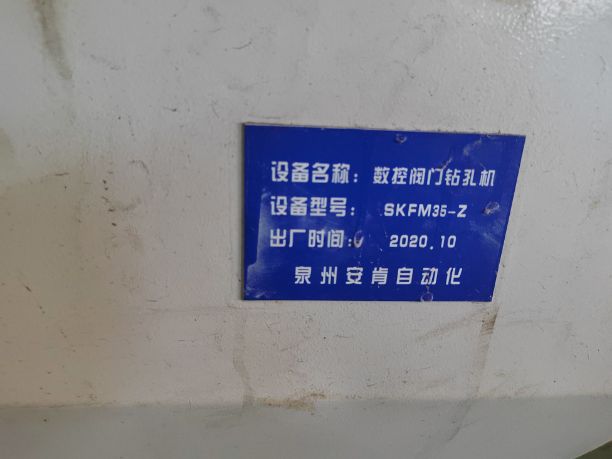 设备名称：数控阀门钻孔机
设备型号：SKFM35-Z
出厂时间：2020.10
泉州安肯自动化